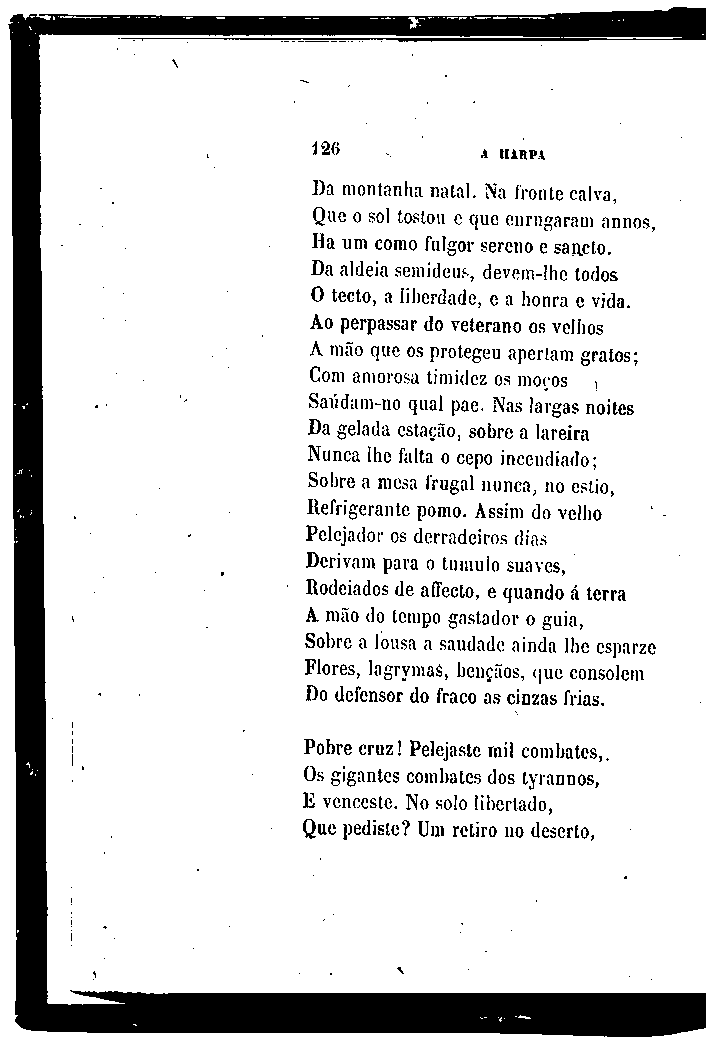 126 A HARPA
Da montanha natal. Na fronte calva,
Que o sol tostou e que enrugaram annos,
Ha um como fulgor sereno e sancto.
Da aldeia semideus, devem-lhe todos
O tecto, a liberdade, e a honra e vida.
Ao perpassar do veterano os velhos
A mão que os protegeu apertam gratos;
Com amorosa timidez os moços
Saúdam-no qual pae. Nas largas noites
Da gelada estação, sobre a lareira
Nunca lhe falta o cepo incendiado;
Sobre a mesa frugal nunca, no estio,
Refrigerante pomo. Assim do velho
Pelejador os derradeiros dias
Derivam para o tumulo suaves,
Rodeiados de affecto, e quando á terra
A mão do tempo gastador o guia,
Sobre a lousa a saudade ainda lhe esparze
Flores, lagrymas, bençãos, que consolem
Do defensor do fraco as cinzas frias.
Pobre cruz! Pelejaste mil combates,.
Os gigantes combates dos tyrannos,
E venceste. No solo libertado,
Que pediste? Um retiro no deserto,